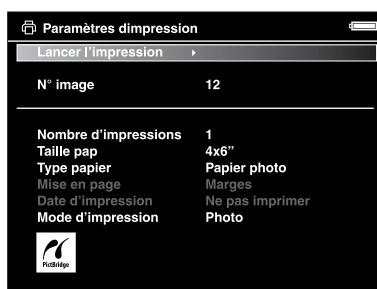 Paramètres dimpression
Lancer l'impression
N° image 12
Nombre d'impressions 1
Taille pap 4x6"
Type papier Papier photo
Mise en page Marges
Date d'impression Ne pas imprimer
Mode d'impression Photo
PictBridge